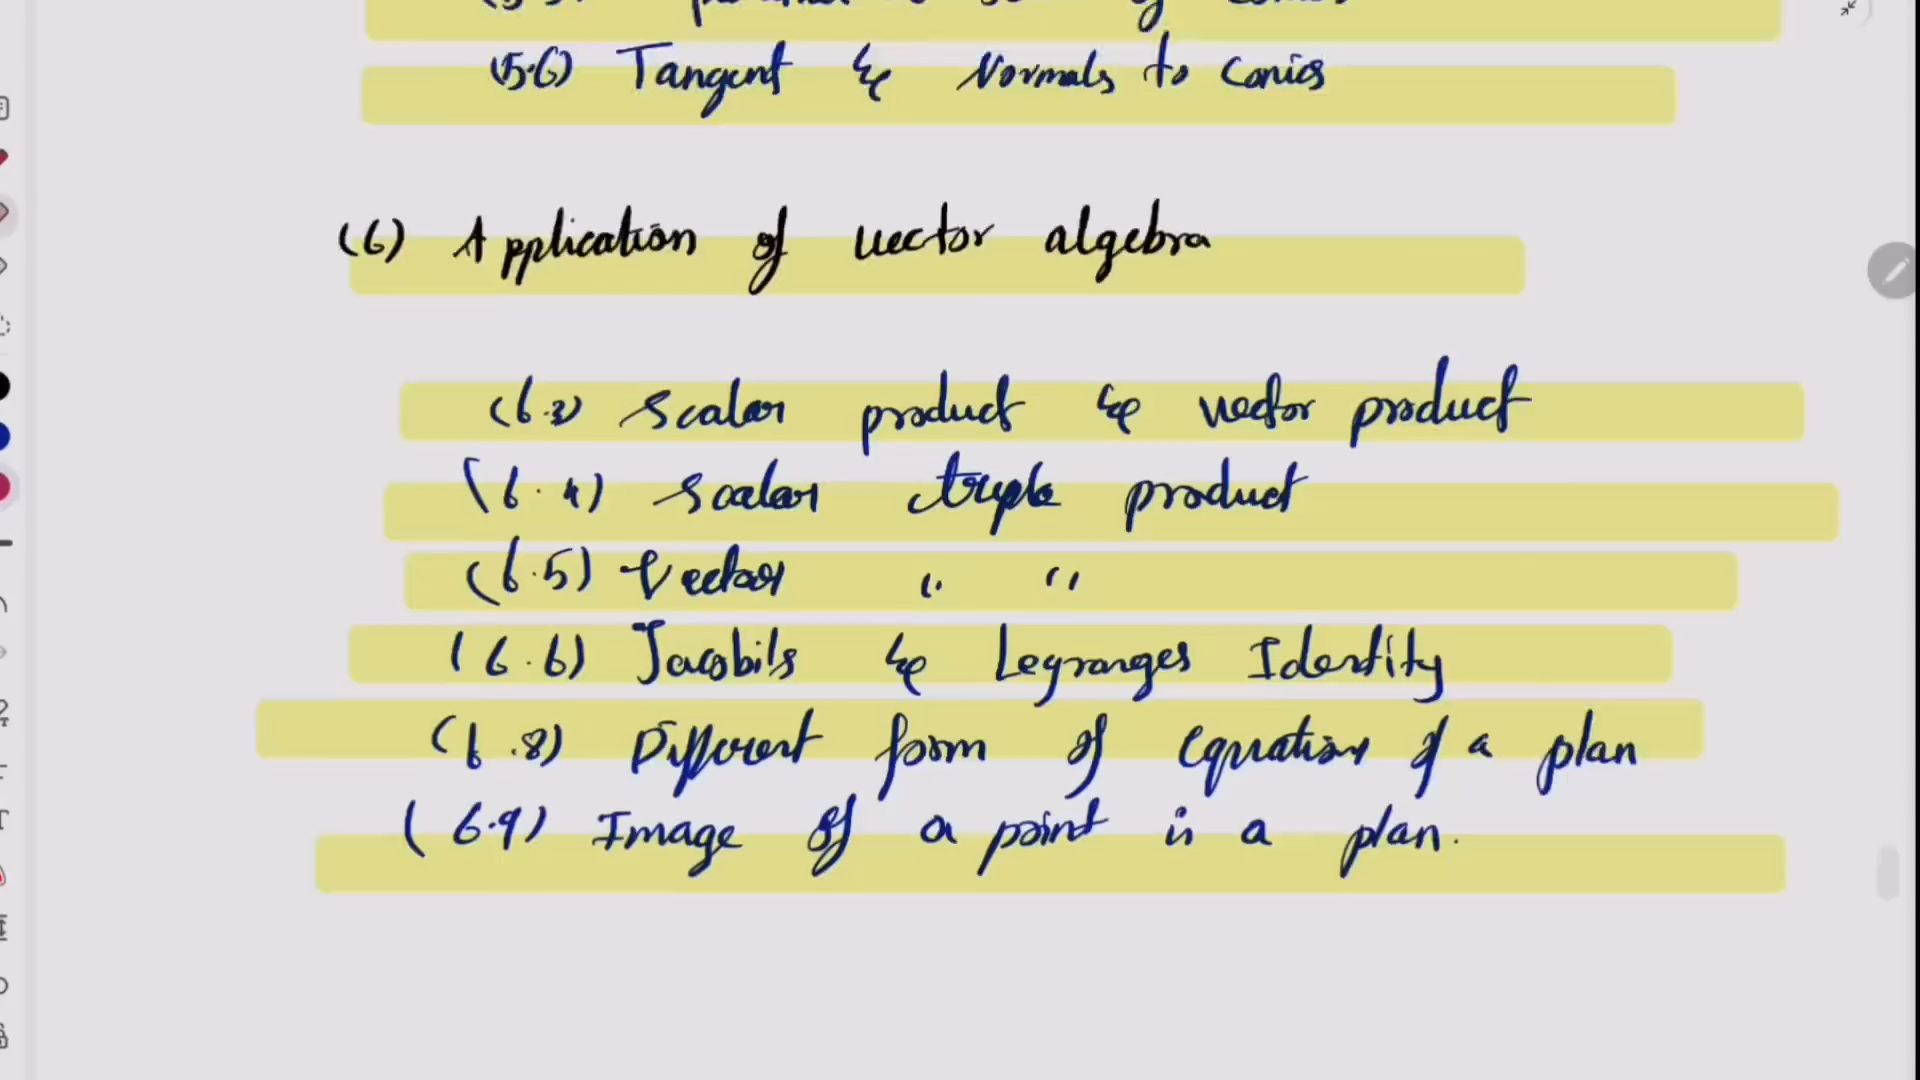 (5.6) Tangent & Normals to Conics
(6) Application of vector algebra
(6.3) Scalar product & vector product
(6.4) Scalar triple product
(6.5) Vector " "
(6.6) Jacobils & Legranges Identity
(6.8) Different form of equation of a plan
(6.9) Image of a point in a plan.